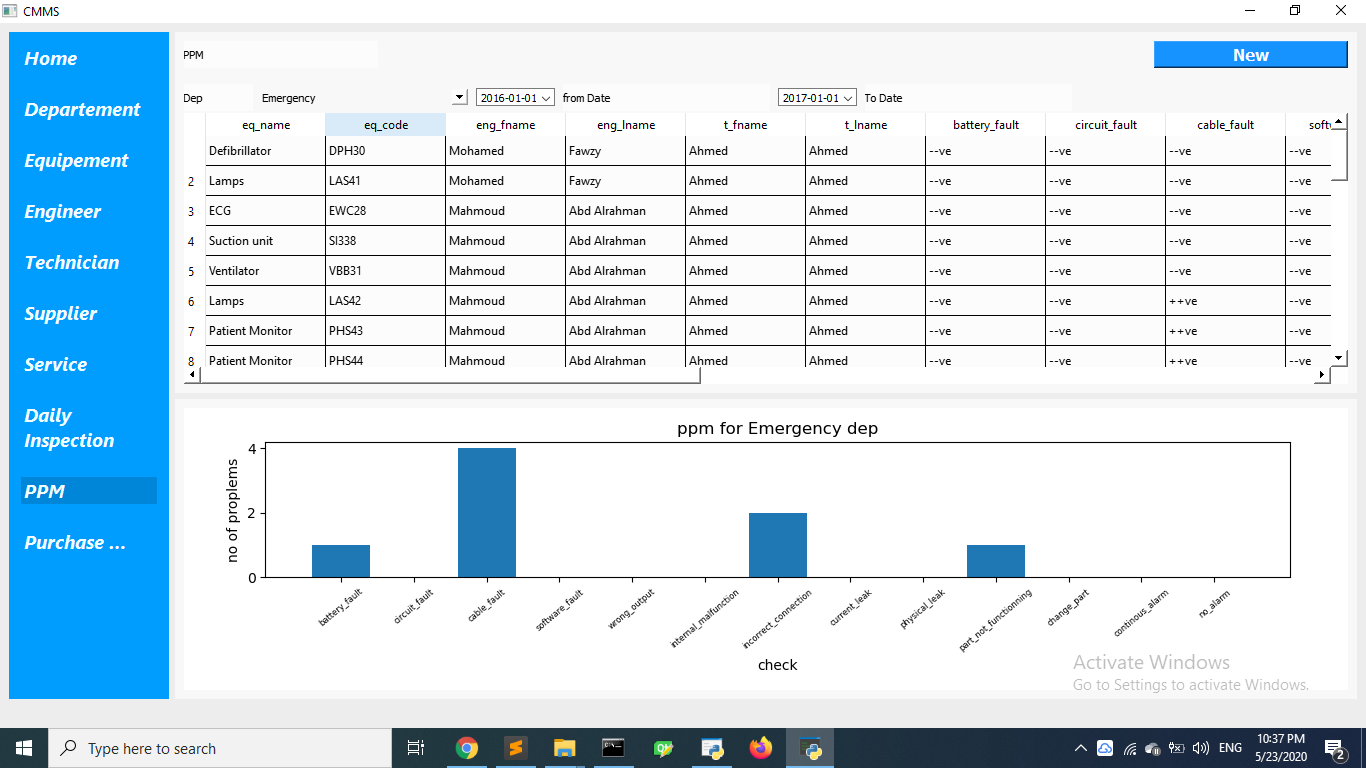 CMMS
Home
Departement
Equipement
Engineer
Technician
Supplier
Service
Daily
Inspection
PPM
Purchase ...
PPM
New
Dep Emergency 2016-01-01 from Date 2017-01-01 To Date
eq_name eq_code eng_fname eng_lname t_fname t_lname battery_fault circuit_fault cable_fault softw
Defibrillator DPH30 Mohamed Fawzy Ahmed Ahmed --ve --ve --ve --ve
2 Lamps LAS41 Mohamed Fawzy Ahmed Ahmed --ve --ve --ve --ve
3 ECG EWC28 Mahmoud Abd Alrahman Ahmed Ahmed --ve --ve --ve --ve
4 Suction unit SI338 Mahmoud Abd Alrahman Ahmed Ahmed --ve --ve --ve --ve
5 Ventilator VBB31 Mahmoud Abd Alrahman Ahmed Ahmed --ve --ve --ve --ve
6 Lamps LAS42 Mahmoud Abd Alrahman Ahmed Ahmed --ve --ve ++ve --ve
7 Patient Monitor PHS43 Mahmoud Abd Alrahman Ahmed Ahmed --ve --ve ++ve --ve
8 Patient Monitor PHS44 Mahmoud Abd Alrahman Ahmed Ahmed --ve --ve ++ve --ve
ppm for Emergency dep
no of proplems
4
2
0
battery_fault circuit_fault cable_fault software_fault wrong_output internal_malfunction incorrect_connection current_leak physical_leak part_not_functionning change_part continous_alarm no_alarm
check
Activate Windows
Go to Settings to activate Windows.
Type here to search
ENG
10:37 PM
5/23/2020
2